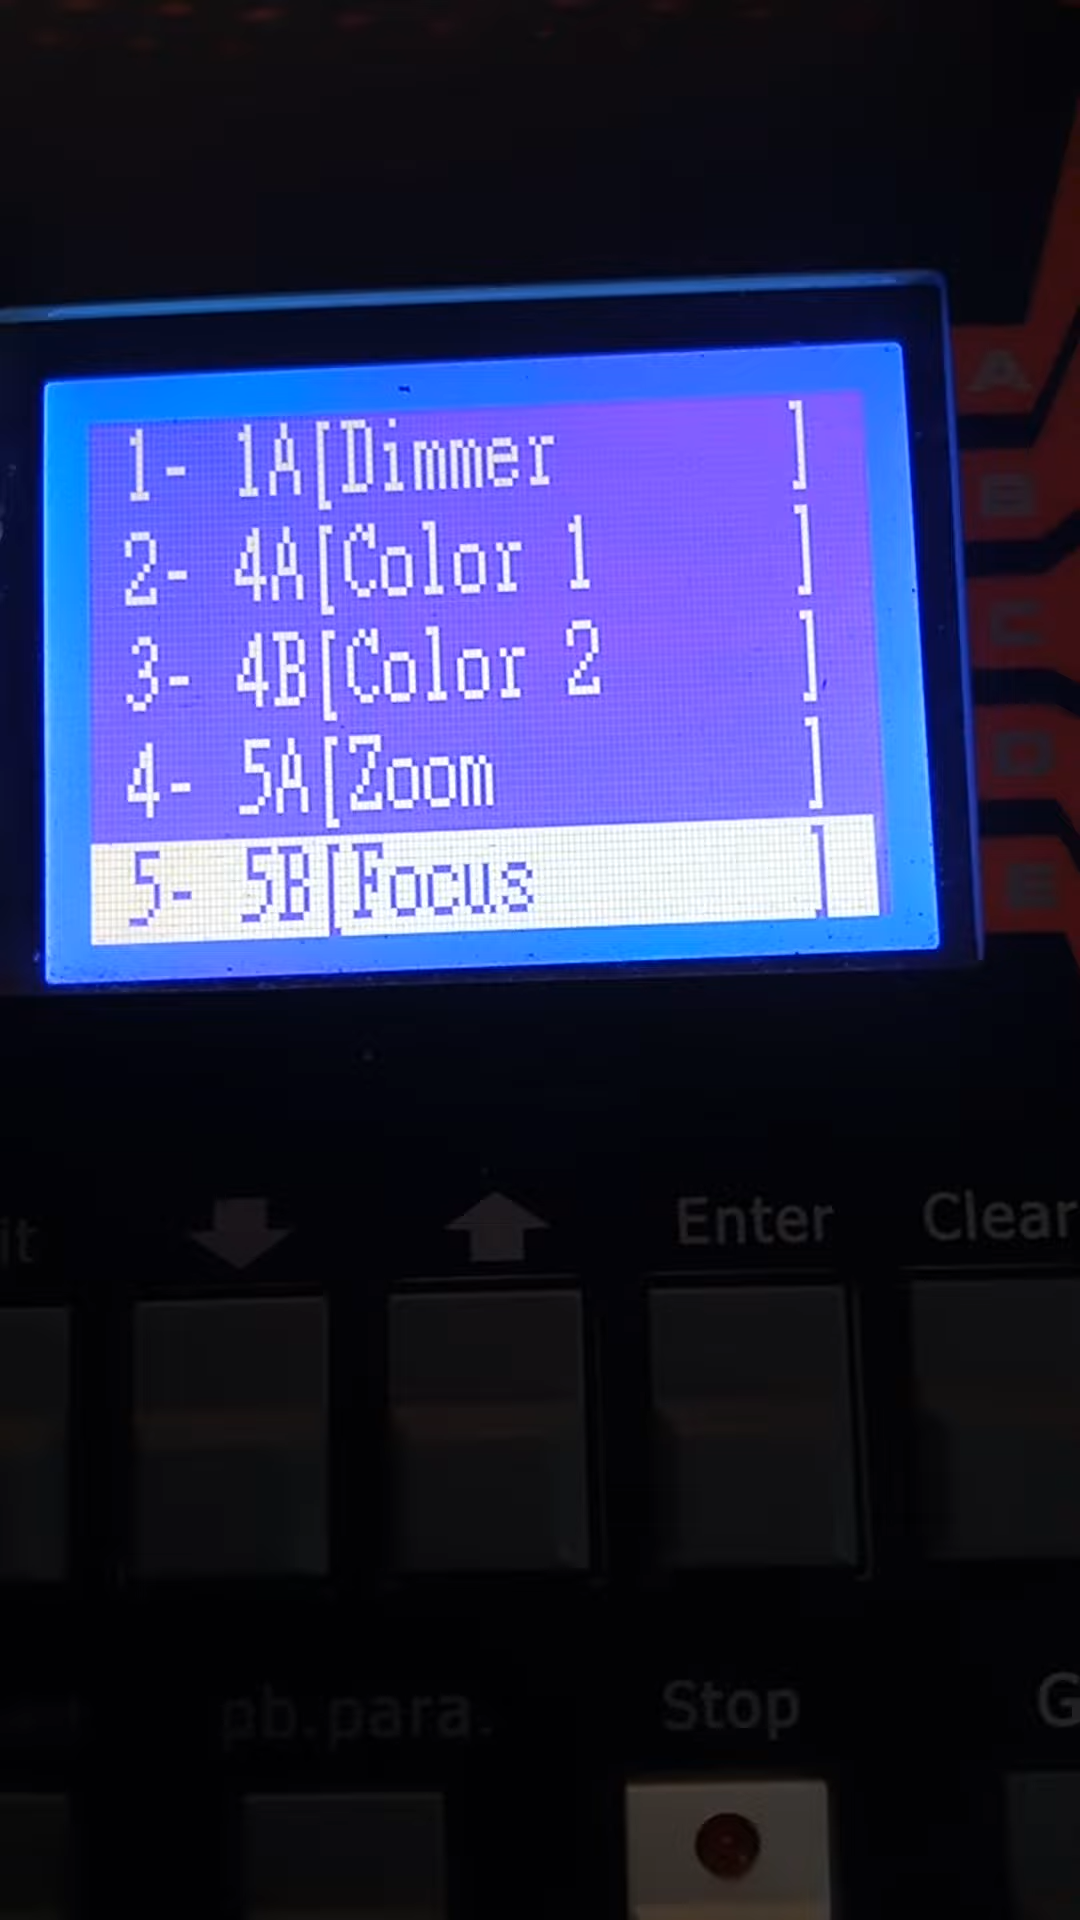 1- 1A[Dimmer ]
2- 4A[Color 1 ]
3- 4B[Color 2 ]
4- 5A[Zoom ]
5- 5B[Focus ]
A
B
C
D
E
it
Enter
Clear
pb.para.
Stop
G